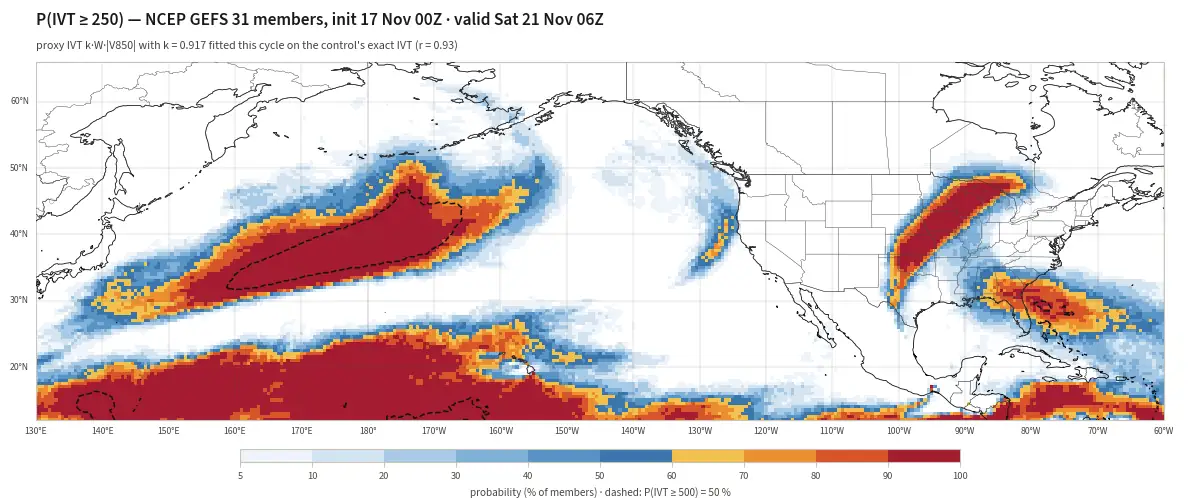 P(IVT ≥ 250) — NCEP GEFS 31 members, init 17 Nov 00Z · valid Sat 21 Nov 06Z
proxy IVT k·W·|V850| with k = 0.917 fitted this cycle on the control's exact IVT (r = 0.93)
60°N
50°N
40°N
30°N
20°N
130°E 140°E 150°E 160°E 170°E 180° 170°W 160°W 150°W 140°W 130°W 120°W 110°W 100°W 90°W 80°W 70°W 60°W
5 10 20 30 40 50 60 70 80 90 100
probability (% of members) · dashed: P(IVT ≥ 500) = 50 %